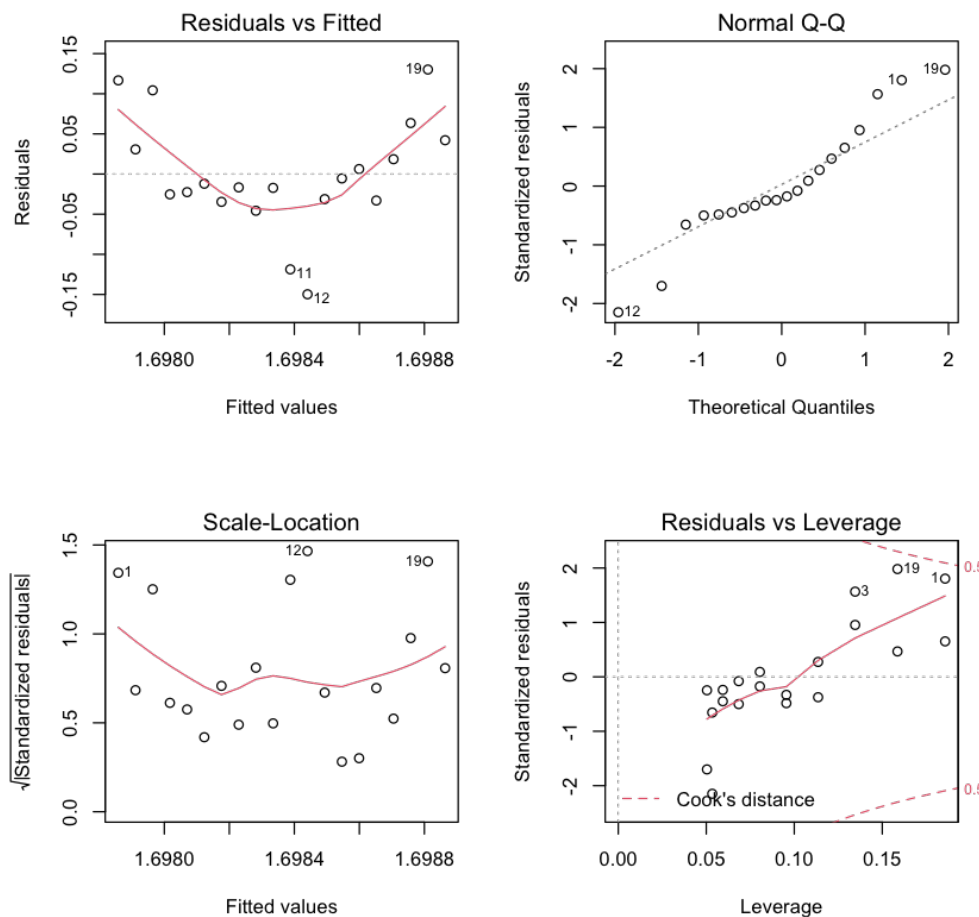 Residuals vs Fitted
Residuals
-0.15 -0.05 0.05 0.15
19
11
12
1.6980 1.6984 1.6988
Fitted values
Normal Q-Q
Standardized residuals
-2 -1 0 1 2
1
19
12
-2 -1 0 1 2
Theoretical Quantiles
Scale-Location
√|Standardized residuals|
0.0 0.5 1.0 1.5
1
12
19
1.6980 1.6984 1.6988
Fitted values
Residuals vs Leverage
Standardized residuals
-2 -1 0 1 2
3
19
1
0.5
0.5
Cook's distance
0.00 0.05 0.10 0.15
Leverage